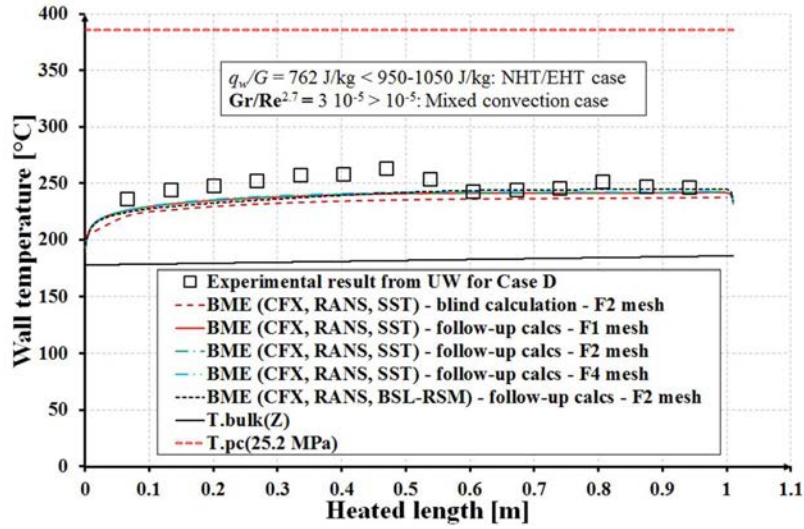 400
350
300
250
200
150
100
50
0
Wall temperature [°C]
q_w/G = 762 J/kg < 950-1050 J/kg: NHT/EHT case
Gr/Re^2.7 = 3 10^-5 > 10^-5: Mixed convection case
Experimental result from UW for Case D
BME (CFX, RANS, SST) - blind calculation - F2 mesh
BME (CFX, RANS, SST) - follow-up calcs - F1 mesh
BME (CFX, RANS, SST) - follow-up calcs - F2 mesh
BME (CFX, RANS, SST) - follow-up calcs - F4 mesh
BME (CFX, RANS, BSL-RSM) - follow-up calcs - F2 mesh
T.bulk(Z)
T.pc(25.2 MPa)
0 0.1 0.2 0.3 0.4 0.5 0.6 0.7 0.8 0.9 1 1.1
Heated length [m]